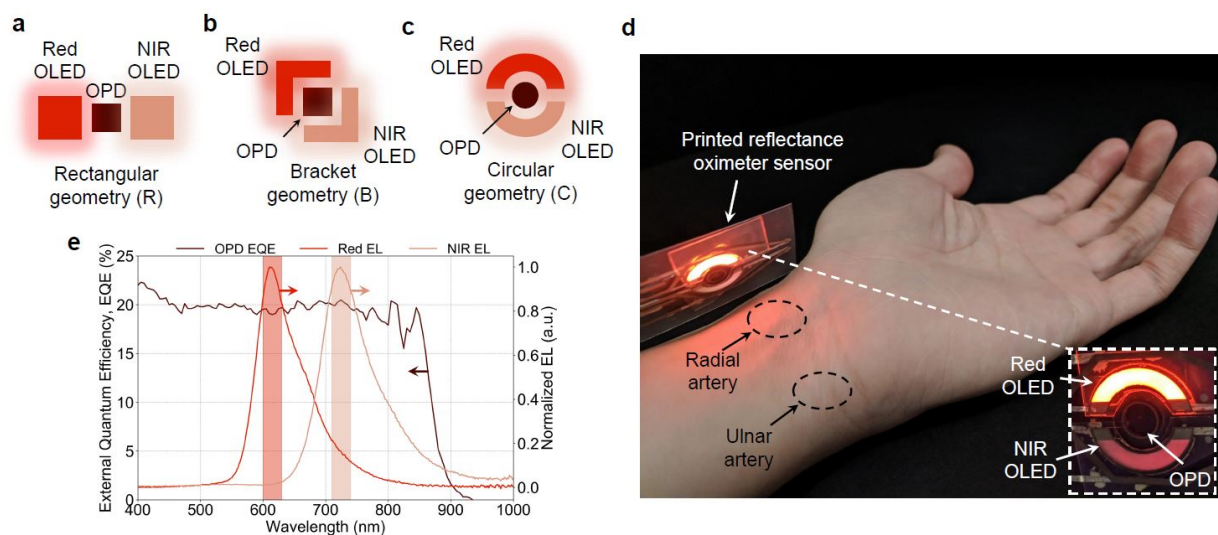 a
Red
OLED
NIR
OLED
OPD
Rectangular
geometry (R)
b
Red
OLED
OPD
NIR
OLED
Bracket
geometry (B)
c
Red
OLED
OPD
NIR
OLED
Circular
geometry (C)
d
Printed reflectance
oximeter sensor
Radial
artery
Ulnar
artery
Red
OLED
NIR
OLED
OPD
e
OPD EQE
Red EL
NIR EL
External Quantum Efficiency, EQE (%)
25
20
15
10
5
0
400
500
600
700
800
900
1000
Wavelength (nm)
1.0
0.8
0.6
0.4
0.2
0.0
Normalized EL (a.u.)